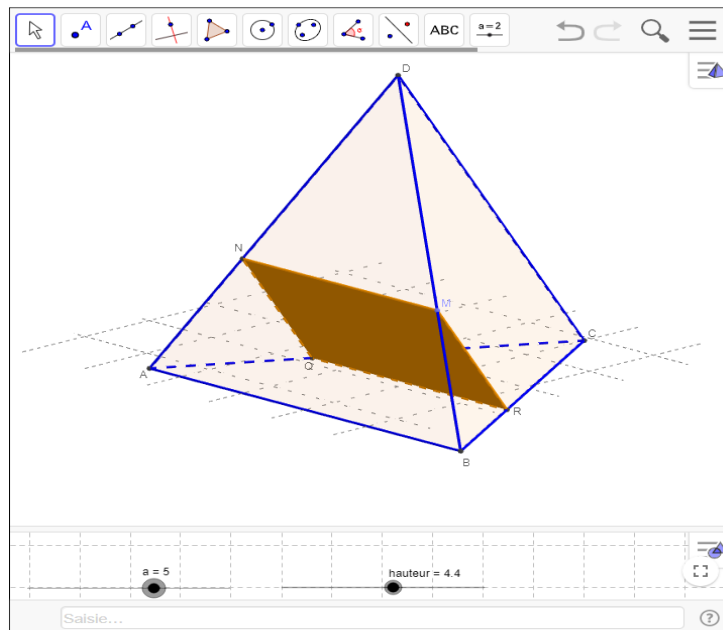 A
ABC
a = 2
D
N
M
C
A
Q
R
B
a = 5
hauteur = 4.4
Saisie...
?